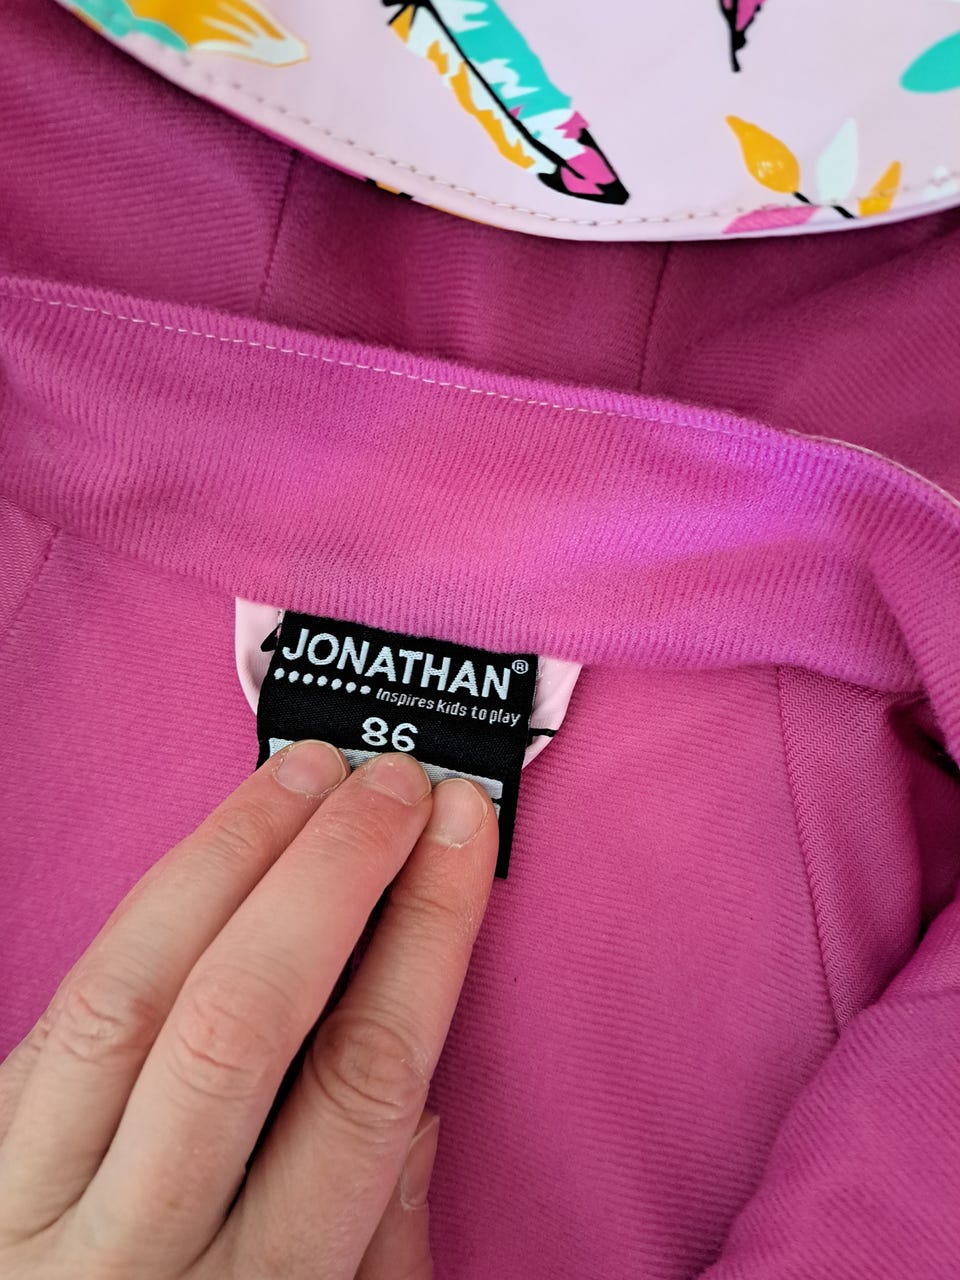 JONATHAN®
Inspires kids to play
86